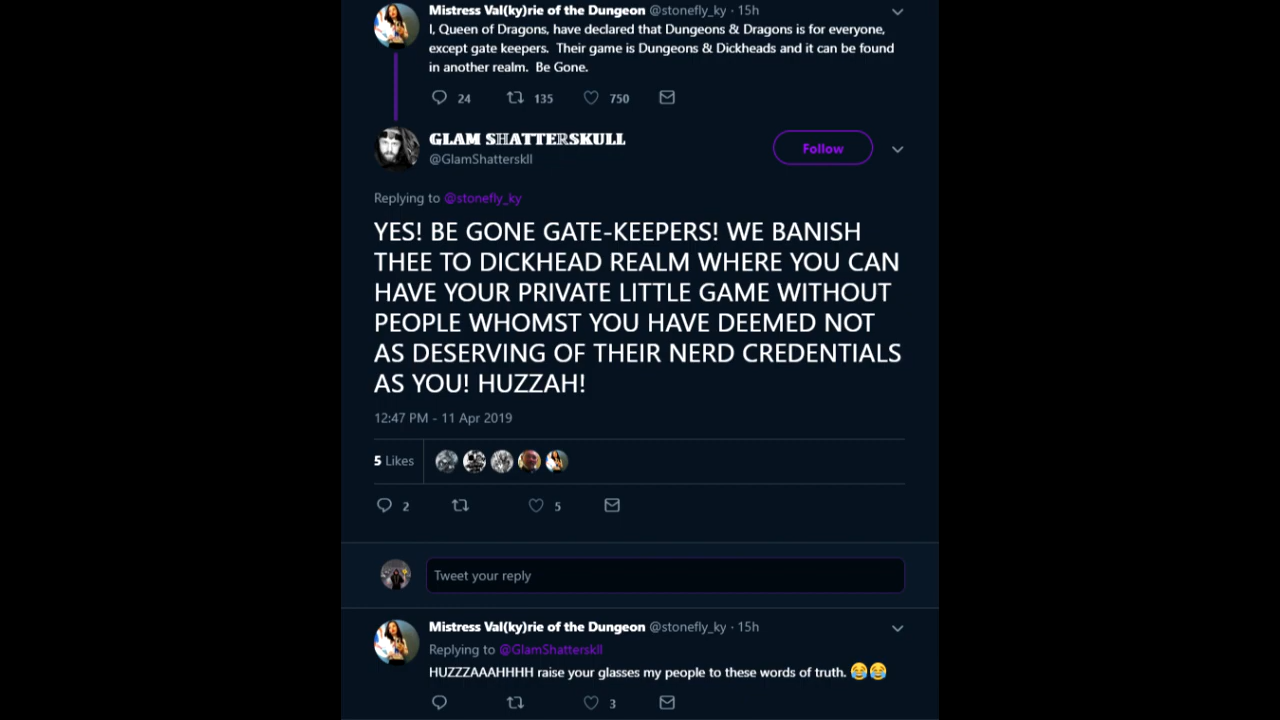 Mistress Val(ky)rie of the Dungeon @stonefly_ky · 15h
I, Queen of Dragons, have declared that Dungeons & Dragons is for everyone,
except gate keepers. Their game is Dungeons & Dickheads and it can be found
in another realm. Be Gone.
24 135 750
GLAM SHATTERSKULL
@GlamShatterskll
Follow
Replying to @stonefly_ky
YES! BE GONE GATE-KEEPERS! WE BANISH
THEE TO DICKHEAD REALM WHERE YOU CAN
HAVE YOUR PRIVATE LITTLE GAME WITHOUT
PEOPLE WHOMST YOU HAVE DEEMED NOT
AS DESERVING OF THEIR NERD CREDENTIALS
AS YOU! HUZZAH!
12:47 PM - 11 Apr 2019
5 Likes
2 5
Tweet your reply
Mistress Val(ky)rie of the Dungeon @stonefly_ky · 15h
Replying to @GlamShatterskll
HUZZZAAAHHHH raise your glasses my people to these words of truth. 😂😂
3